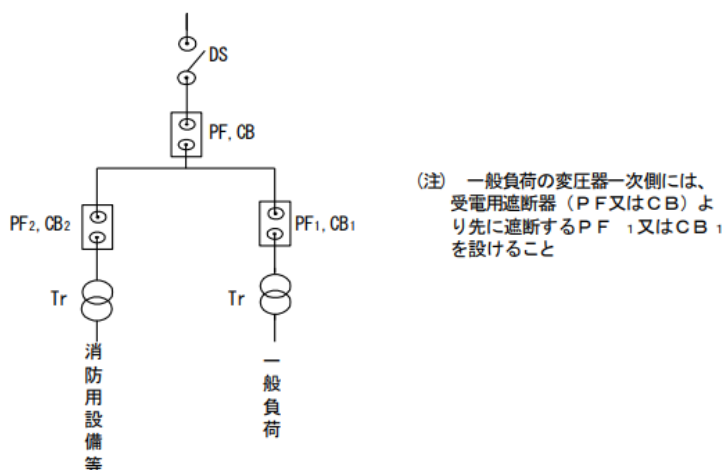 DS
PF, CB
(注) 一般負荷の変圧器一次側には、
受電用遮断器（ＰＦ又はＣＢ）よ
り先に遮断するＰＦ ₁又はＣＢ ₁
を設けること
PF₂, CB₂
PF₁, CB₁
Tr
Tr
消防用設備等
一般負荷